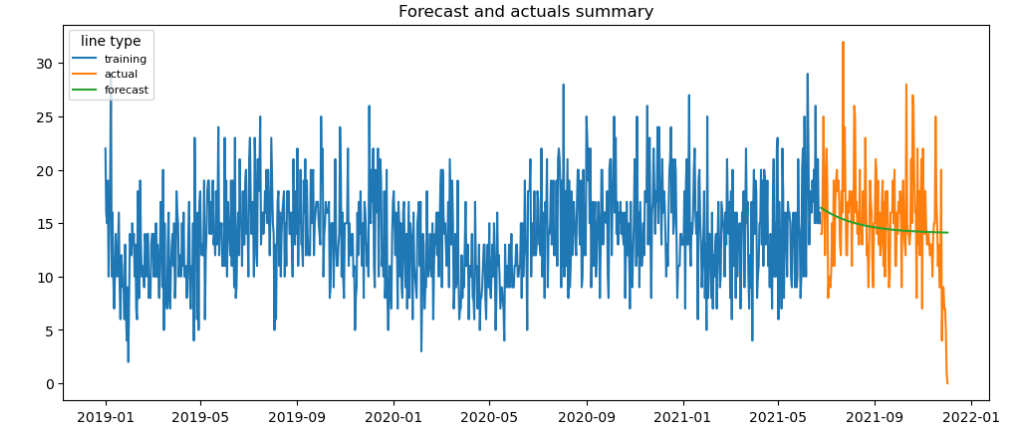 Forecast and actuals summary
line type
training
actual
forecast
30
25
20
15
10
5
0
2019-01 2019-05 2019-09 2020-01 2020-05 2020-09 2021-01 2021-05 2021-09 2022-01